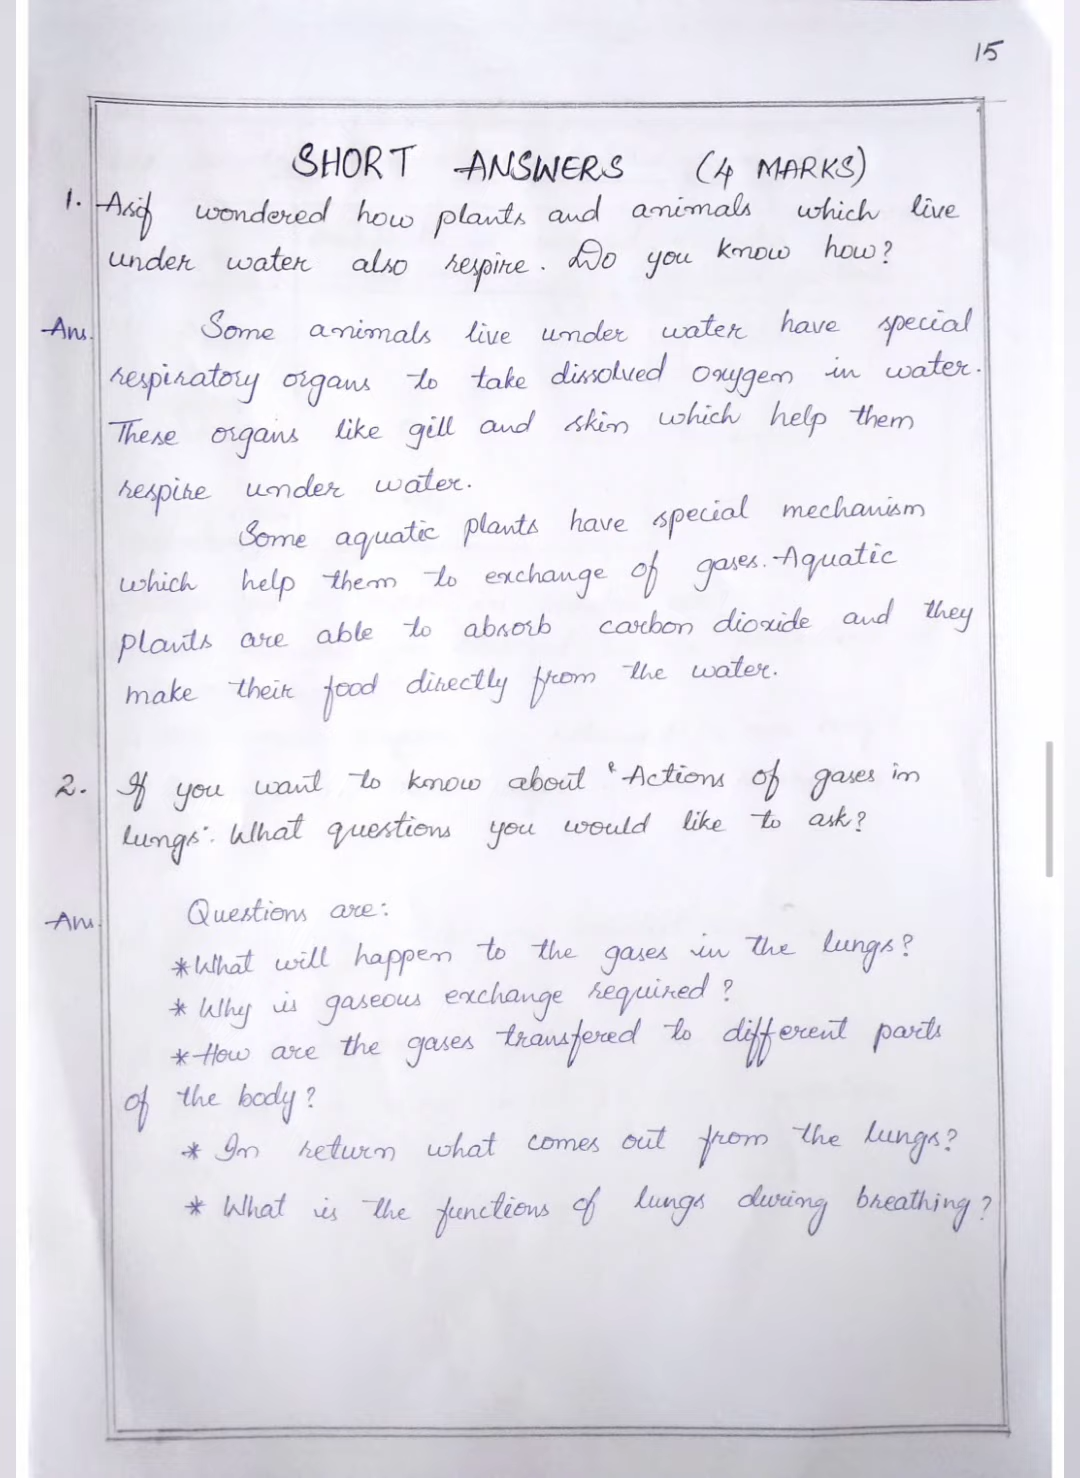 15
SHORT ANSWERS (4 MARKS)
1. Asif wondered how plants and animals which live
under water also respire. Do you know how?
Ans. Some animals live under water have special
respiratory organs to take dissolved oxygen in water.
These organs like gill and skin which help them
respire under water.
Some aquatic plants have special mechanism
which help them to exchange of gases. Aquatic
plants are able to absorb carbon dioxide and they
make their food directly from the water.
2. If you want to know about 'Actions of gases in
lungs'. What questions you would like to ask?
Ans. Questions are:
* What will happen to the gases in the lungs?
* Why is gaseous exchange required?
* How are the gases transfered to different parts
of the body?
* In return what comes out from the lungs?
* What is the functions of lungs during breathing?